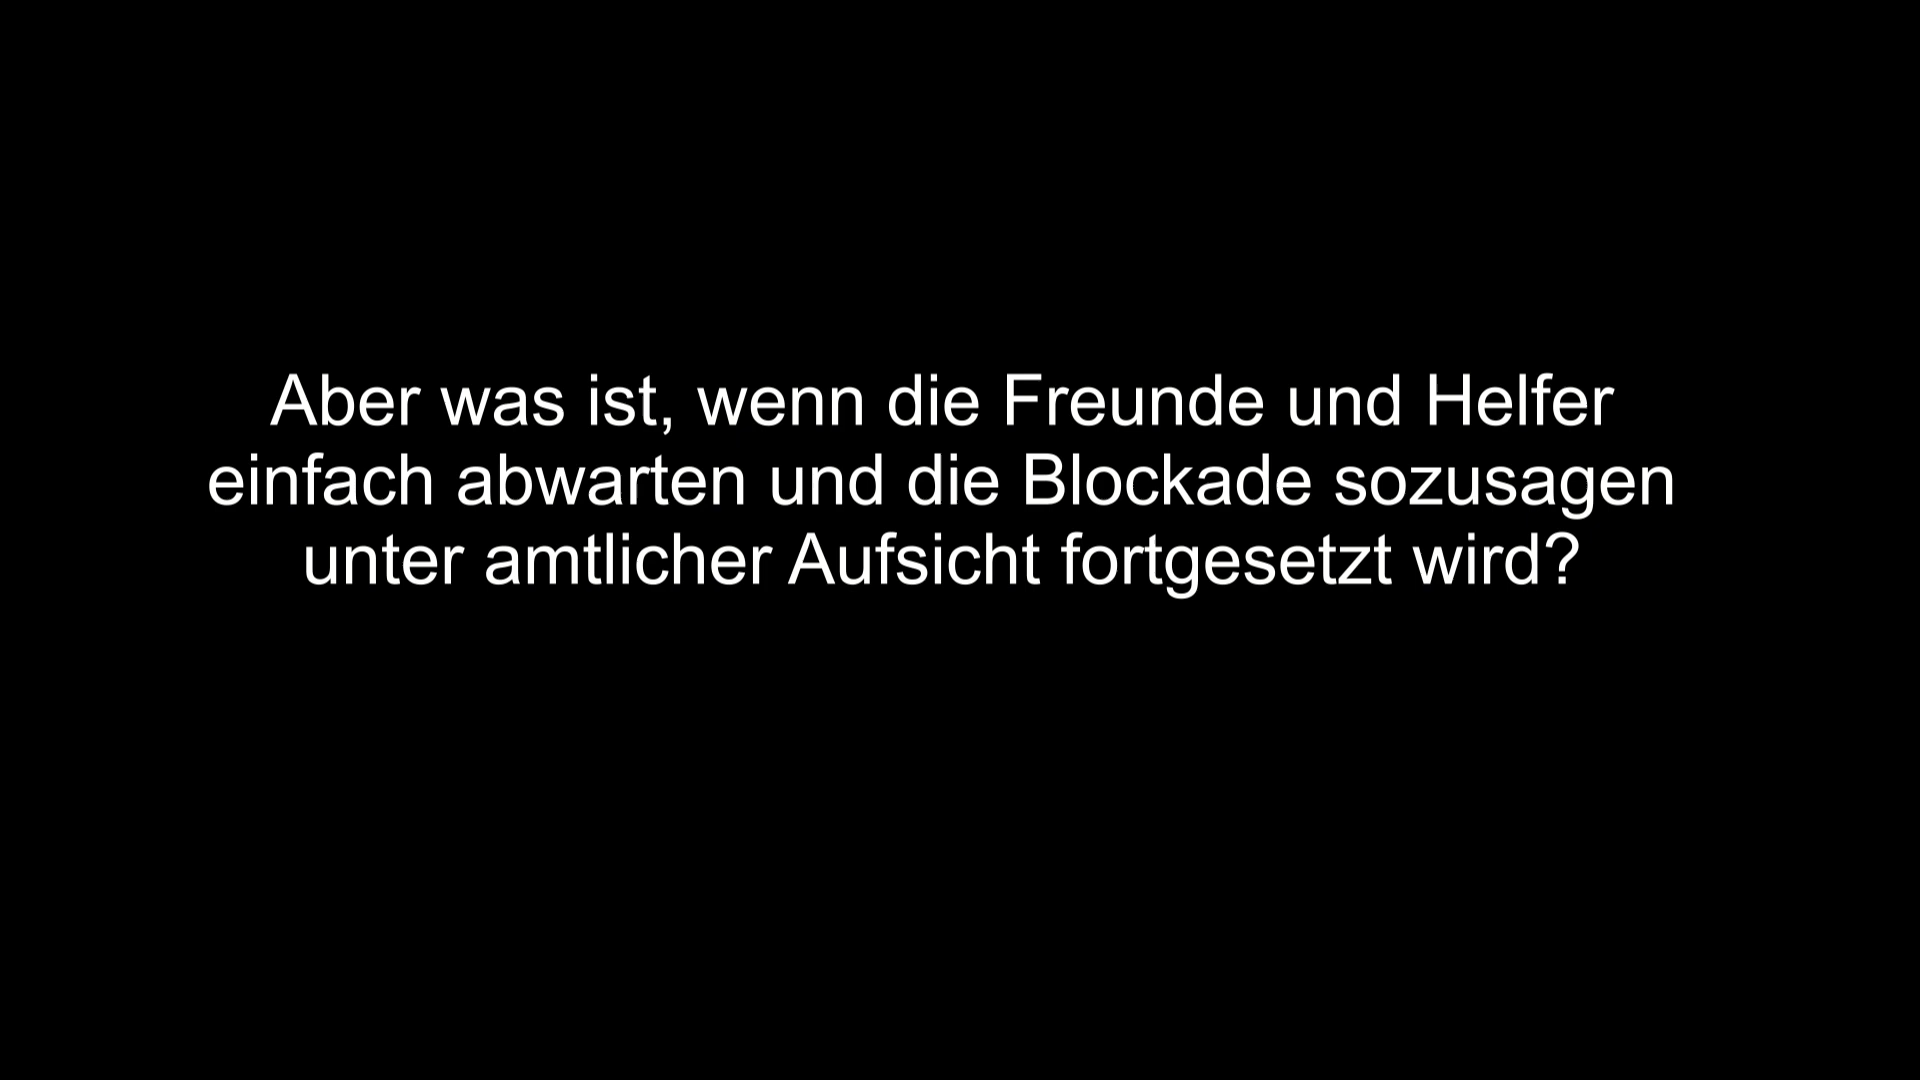 Aber was ist, wenn die Freunde und Helfer
einfach abwarten und die Blockade sozusagen
unter amtlicher Aufsicht fortgesetzt wird?